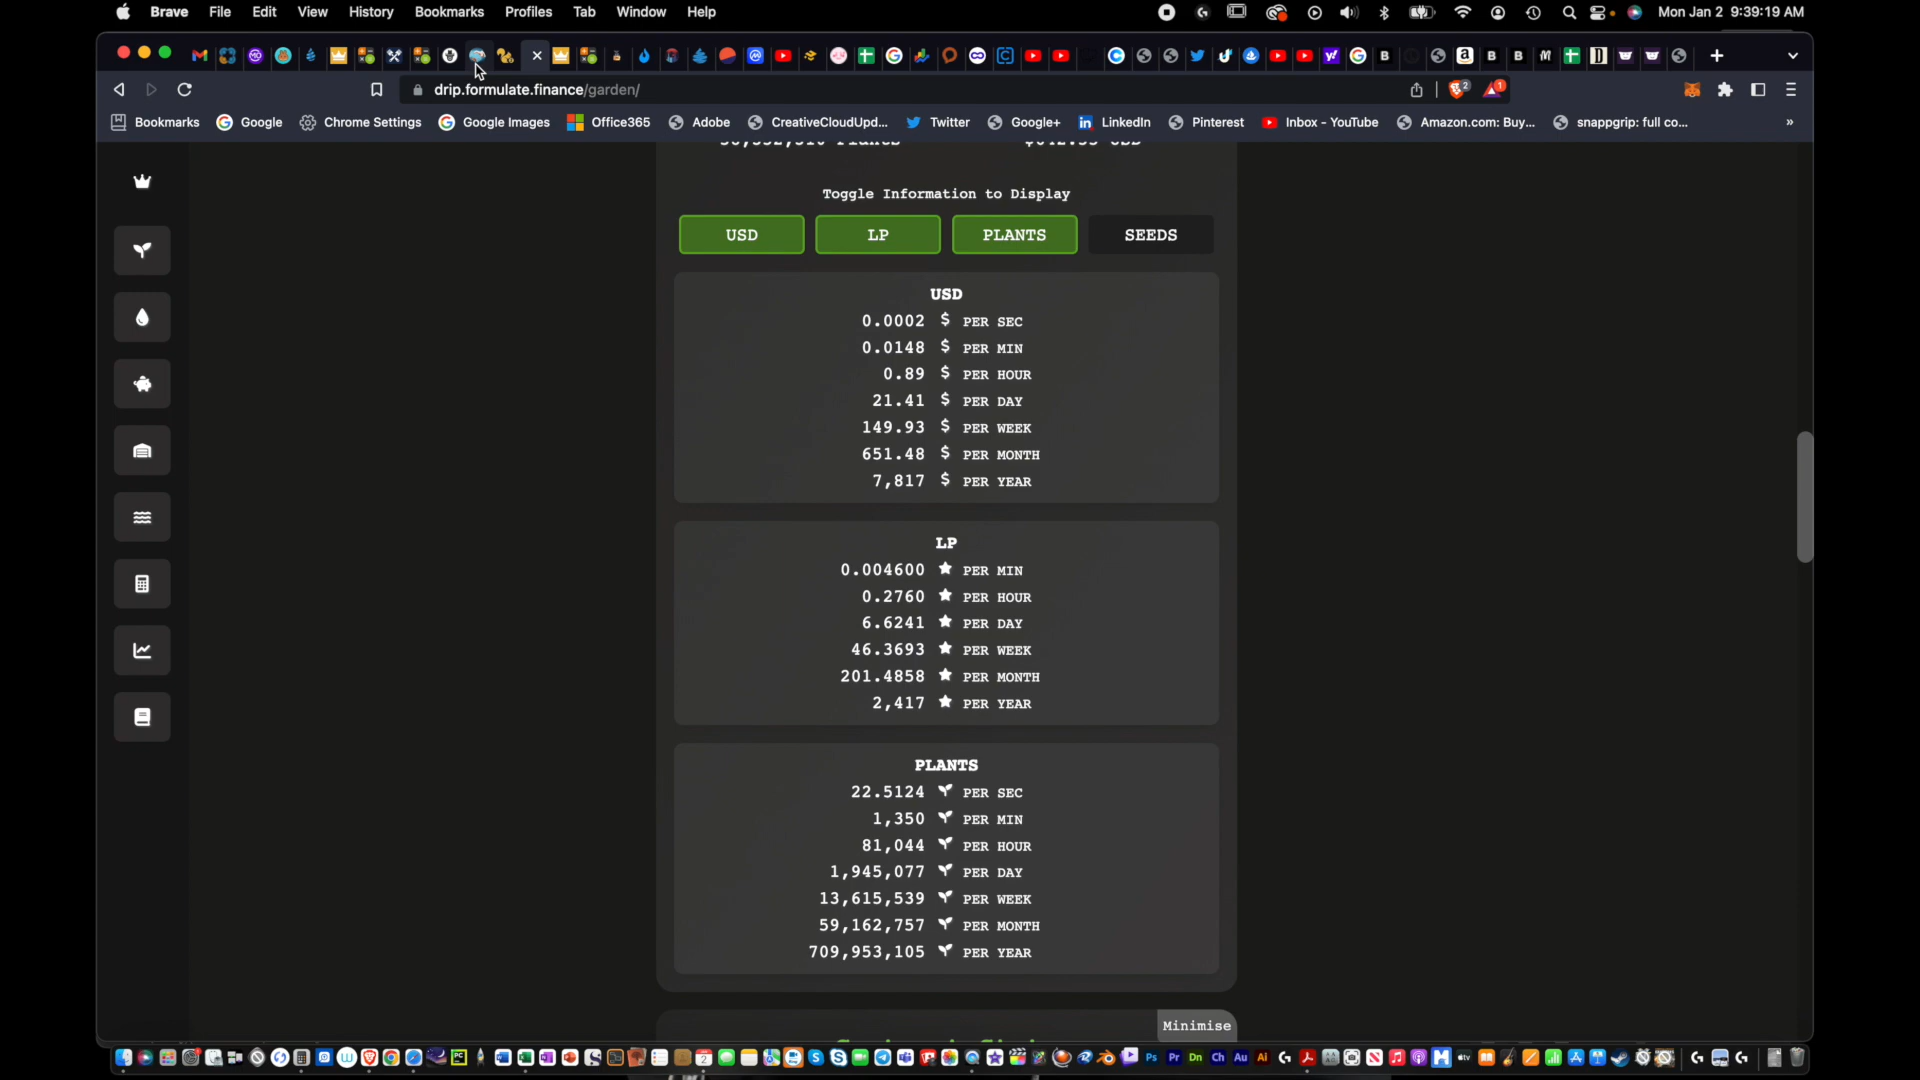 Brave File Edit View History Bookmarks Profiles Tab Window Help Mon Jan 2 9:39:19 AM
drip.formulate.finance/garden/
Bookmarks Google Chrome Settings Google Images Office365 Adobe CreativeCloudUpd... Twitter Google+ LinkedIn Pinterest Inbox - YouTube Amazon.com: Buy... snappgrip: full co... »
Toggle Information to Display
USD LP PLANTS SEEDS
USD
0.0002 $ PER SEC
0.0148 $ PER MIN
0.89 $ PER HOUR
21.41 $ PER DAY
149.93 $ PER WEEK
651.48 $ PER MONTH
7,817 $ PER YEAR
LP
0.004600 PER MIN
0.2760 PER HOUR
6.6241 PER DAY
46.3693 PER WEEK
201.4858 PER MONTH
2,417 PER YEAR
PLANTS
22.5124 PER SEC
1,350 PER MIN
81,044 PER HOUR
1,945,077 PER DAY
13,615,539 PER WEEK
59,162,757 PER MONTH
709,953,105 PER YEAR
Minimise